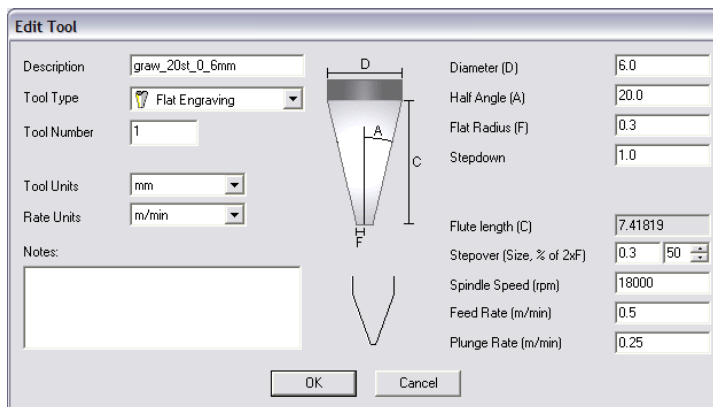 Edit Tool
Description graw_20st_0_6mm
Tool Type Flat Engraving
Tool Number 1
Tool Units mm
Rate Units m/min
Notes:
D
A
C
F
Diameter (D) 6.0
Half Angle (A) 20.0
Flat Radius (F) 0.3
Stepdown 1.0
Flute length (C) 7.41819
Stepover (Size, % of 2xF) 0.3 50
Spindle Speed (rpm) 18000
Feed Rate (m/min) 0.5
Plunge Rate (m/min) 0.25
OK Cancel